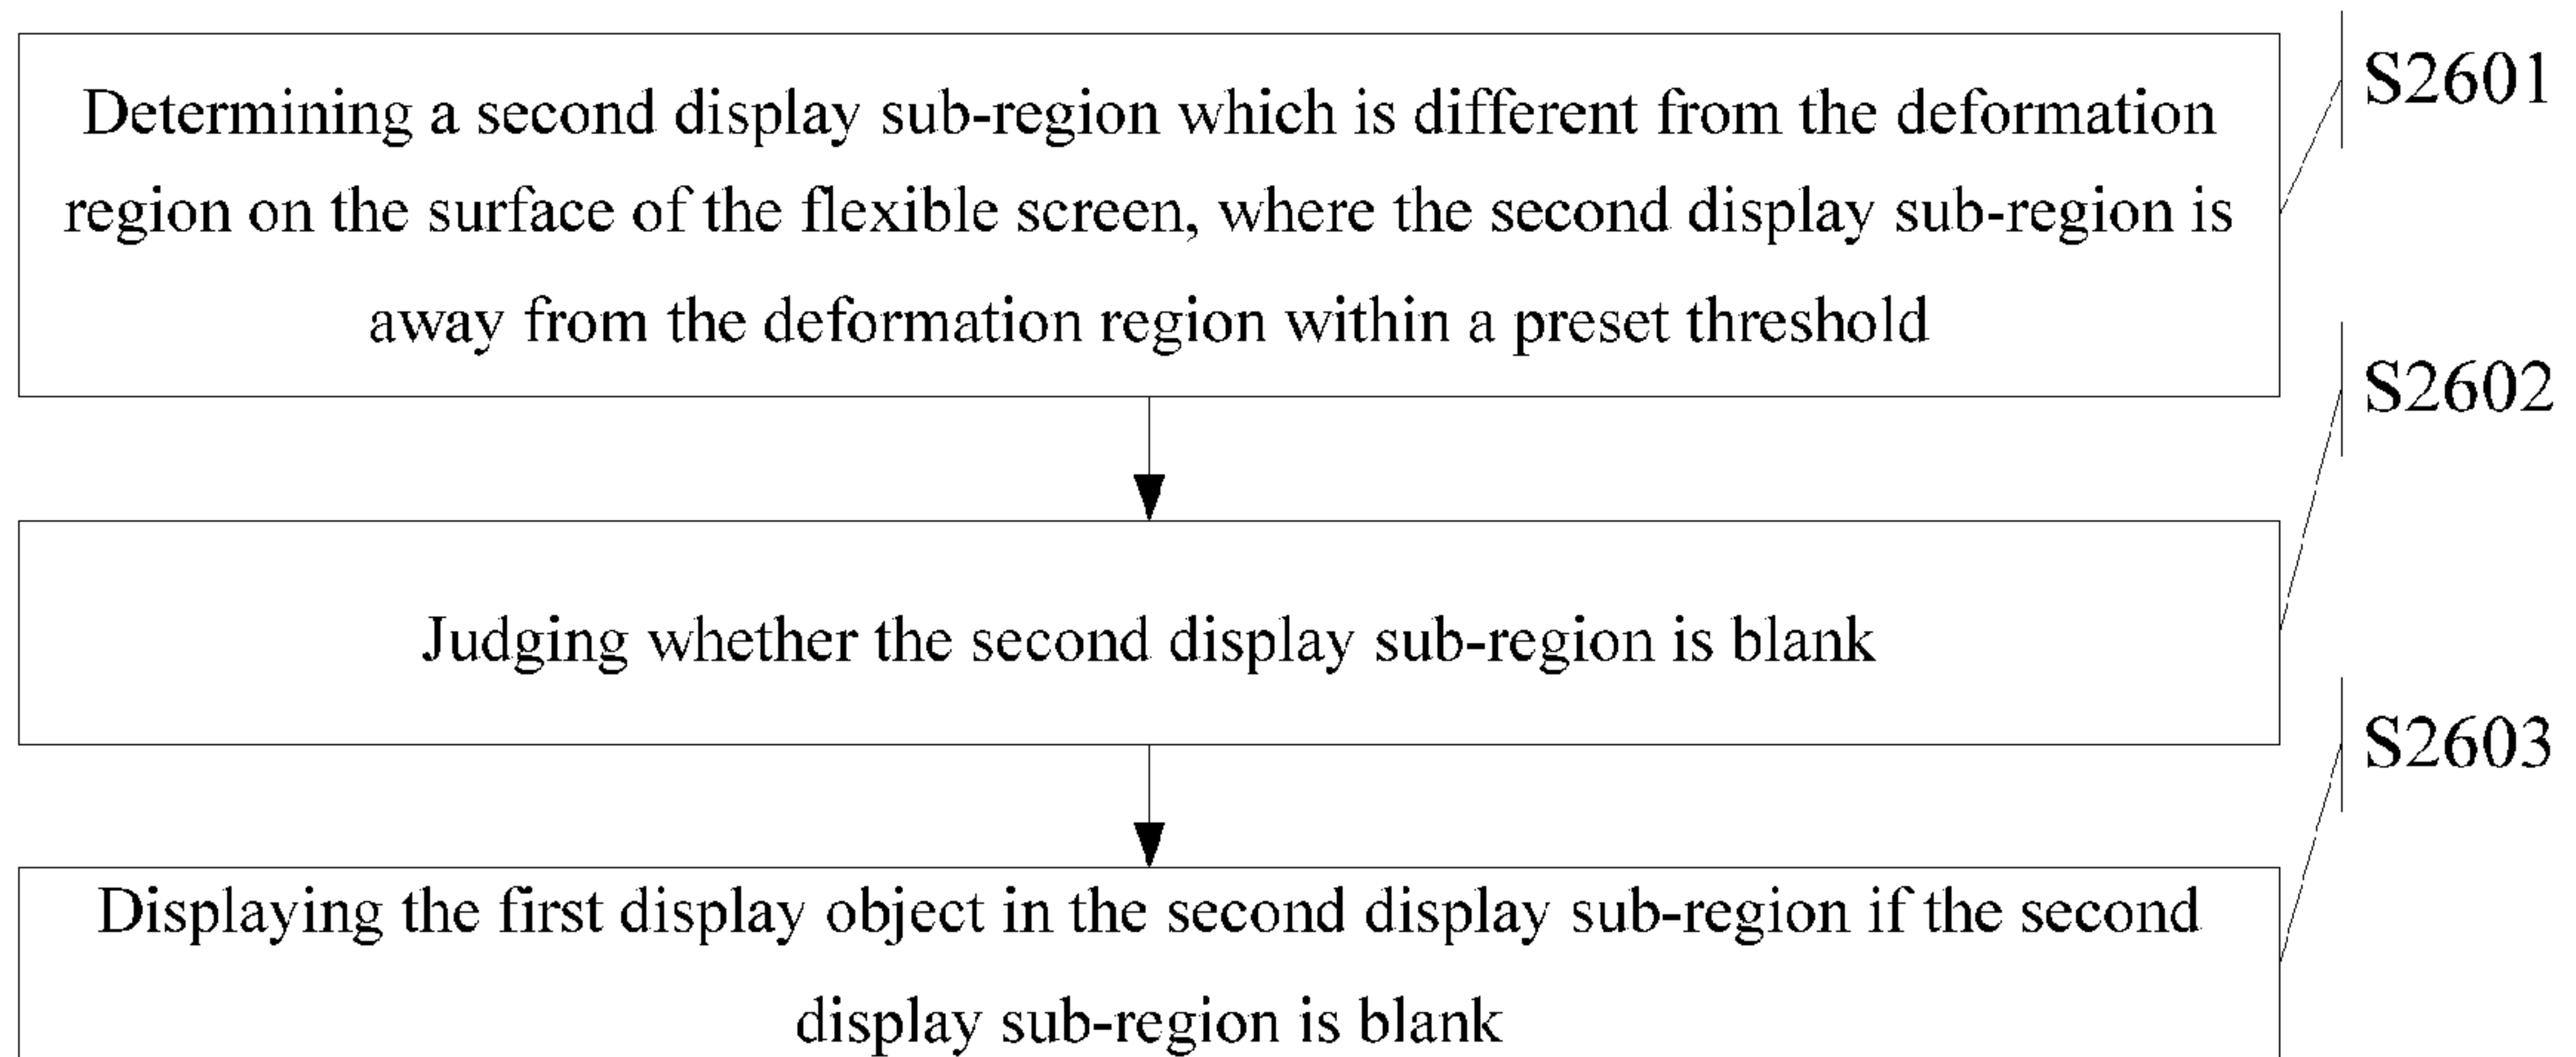 S2601
Determining a second display sub-region which is different from the deformation
region on the surface of the flexible screen, where the second display sub-region is
away from the deformation region within a preset threshold
S2602
Judging whether the second display sub-region is blank
S2603
Displaying the first display object in the second display sub-region if the second
display sub-region is blank